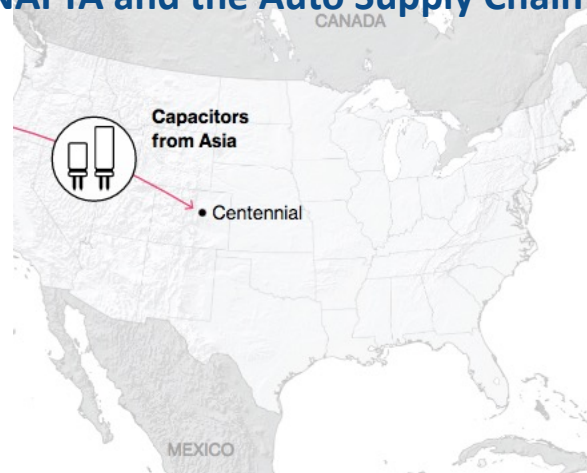 NAFTA and the Auto Supply Chain
CANADA
Capacitors
from Asia
Centennial
MEXICO